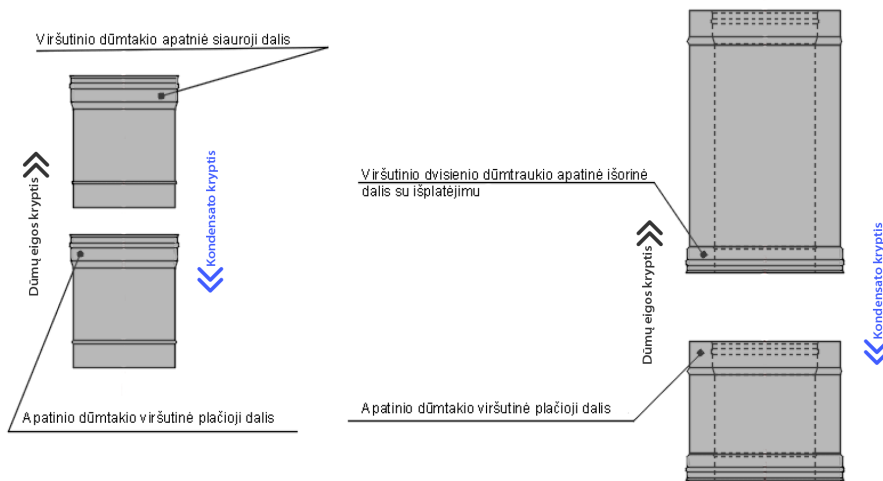 Viršutinio dūmtakio apatniė siauroji dalis
Dūmų eigos kryptis
Kondensato kryptis
Apatinio dūmtakio viršutinė plačioji dalis
Viršutinio dvisienio dūmtraukio apatinė išorinė
dalis su išplatėjimu
Dūmų eigos kryptis
Kondensato kryptis
Apatinio dūmtakio viršutinė plačioji dalis